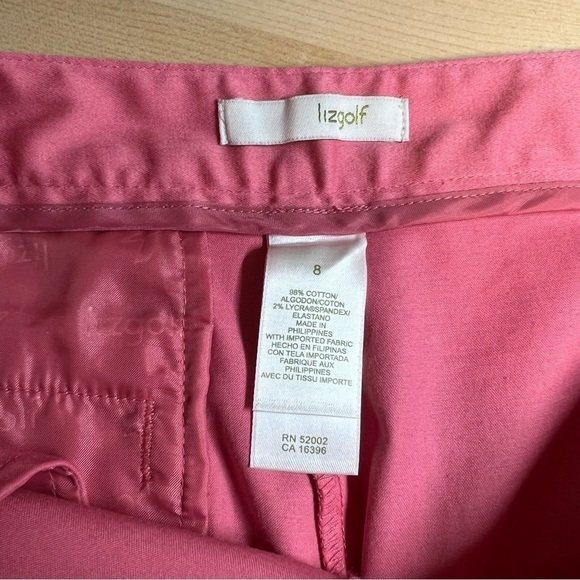 lizgolf
8
98% COTTON/
ALGODON/COTON
2% LYCRA®SPANDEX/
ELASTANO
MADE IN
PHILIPPINES
WITH IMPORTED FABRIC
HECHO EN FILIPINAS
CON TELA IMPORTADA
FABRIQUE AUX
PHILIPPINES
AVEC DU TISSU IMPORTE
RN 52002
CA 16396
lizgolf